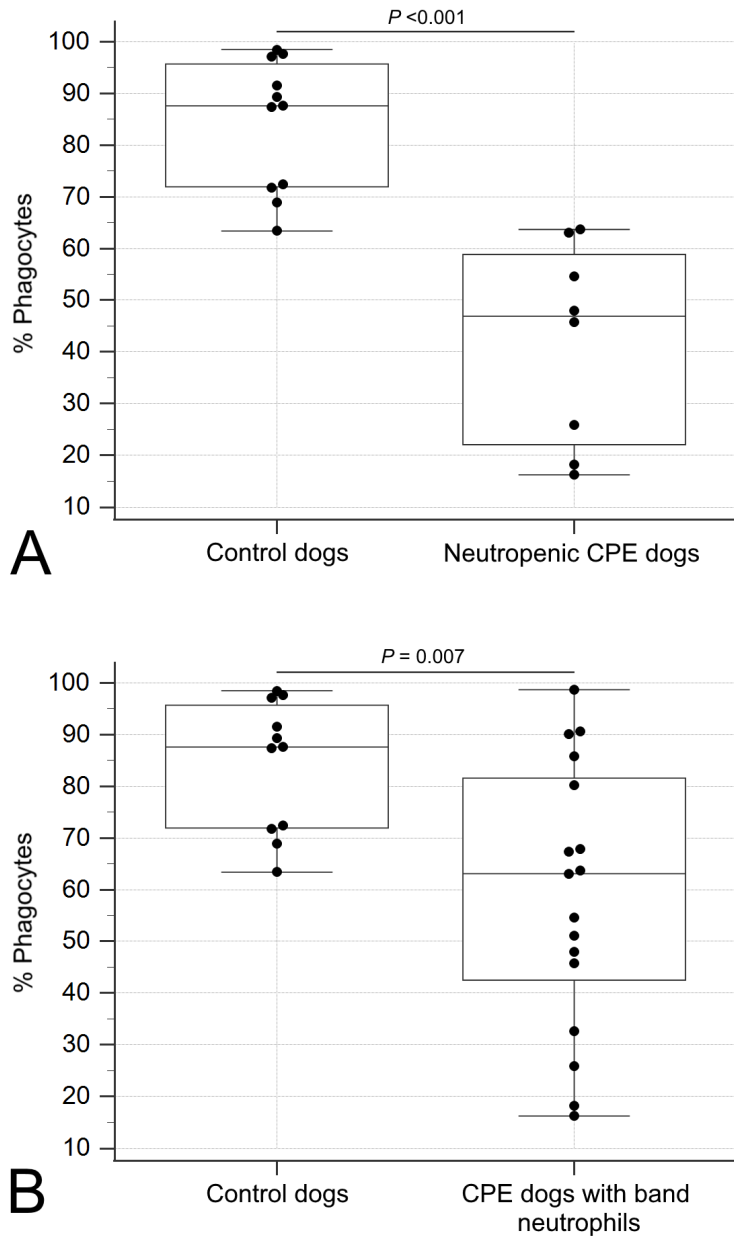 P <0.001
100
90
80
70
60
50
40
30
20
10
% Phagocytes
Control dogs
Neutropenic CPE dogs
A
P = 0.007
100
90
80
70
60
50
40
30
20
10
% Phagocytes
Control dogs
CPE dogs with band
neutrophils
B